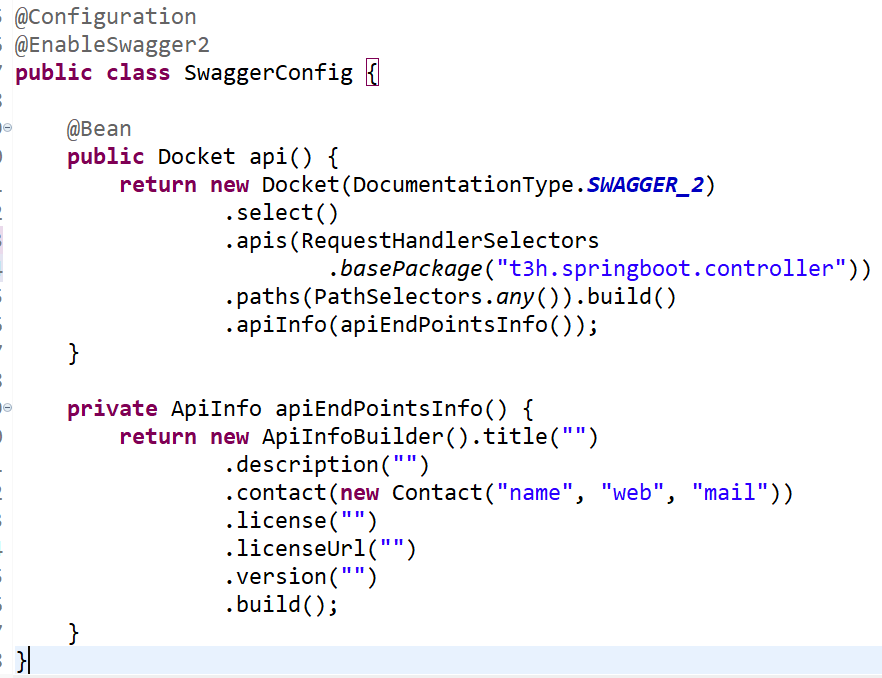 @Configuration
@EnableSwagger2
public class SwaggerConfig {
@Bean
public Docket api() {
return new Docket(DocumentationType.SWAGGER_2)
.select()
.apis(RequestHandlerSelectors
.basePackage("t3h.springboot.controller"))
.paths(PathSelectors.any()).build()
.apiInfo(apiEndPointsInfo());
}
private ApiInfo apiEndPointsInfo() {
return new ApiInfoBuilder().title("")
.description("")
.contact(new Contact("name", "web", "mail"))
.license("")
.licenseUrl("")
.version("")
.build();
}
}